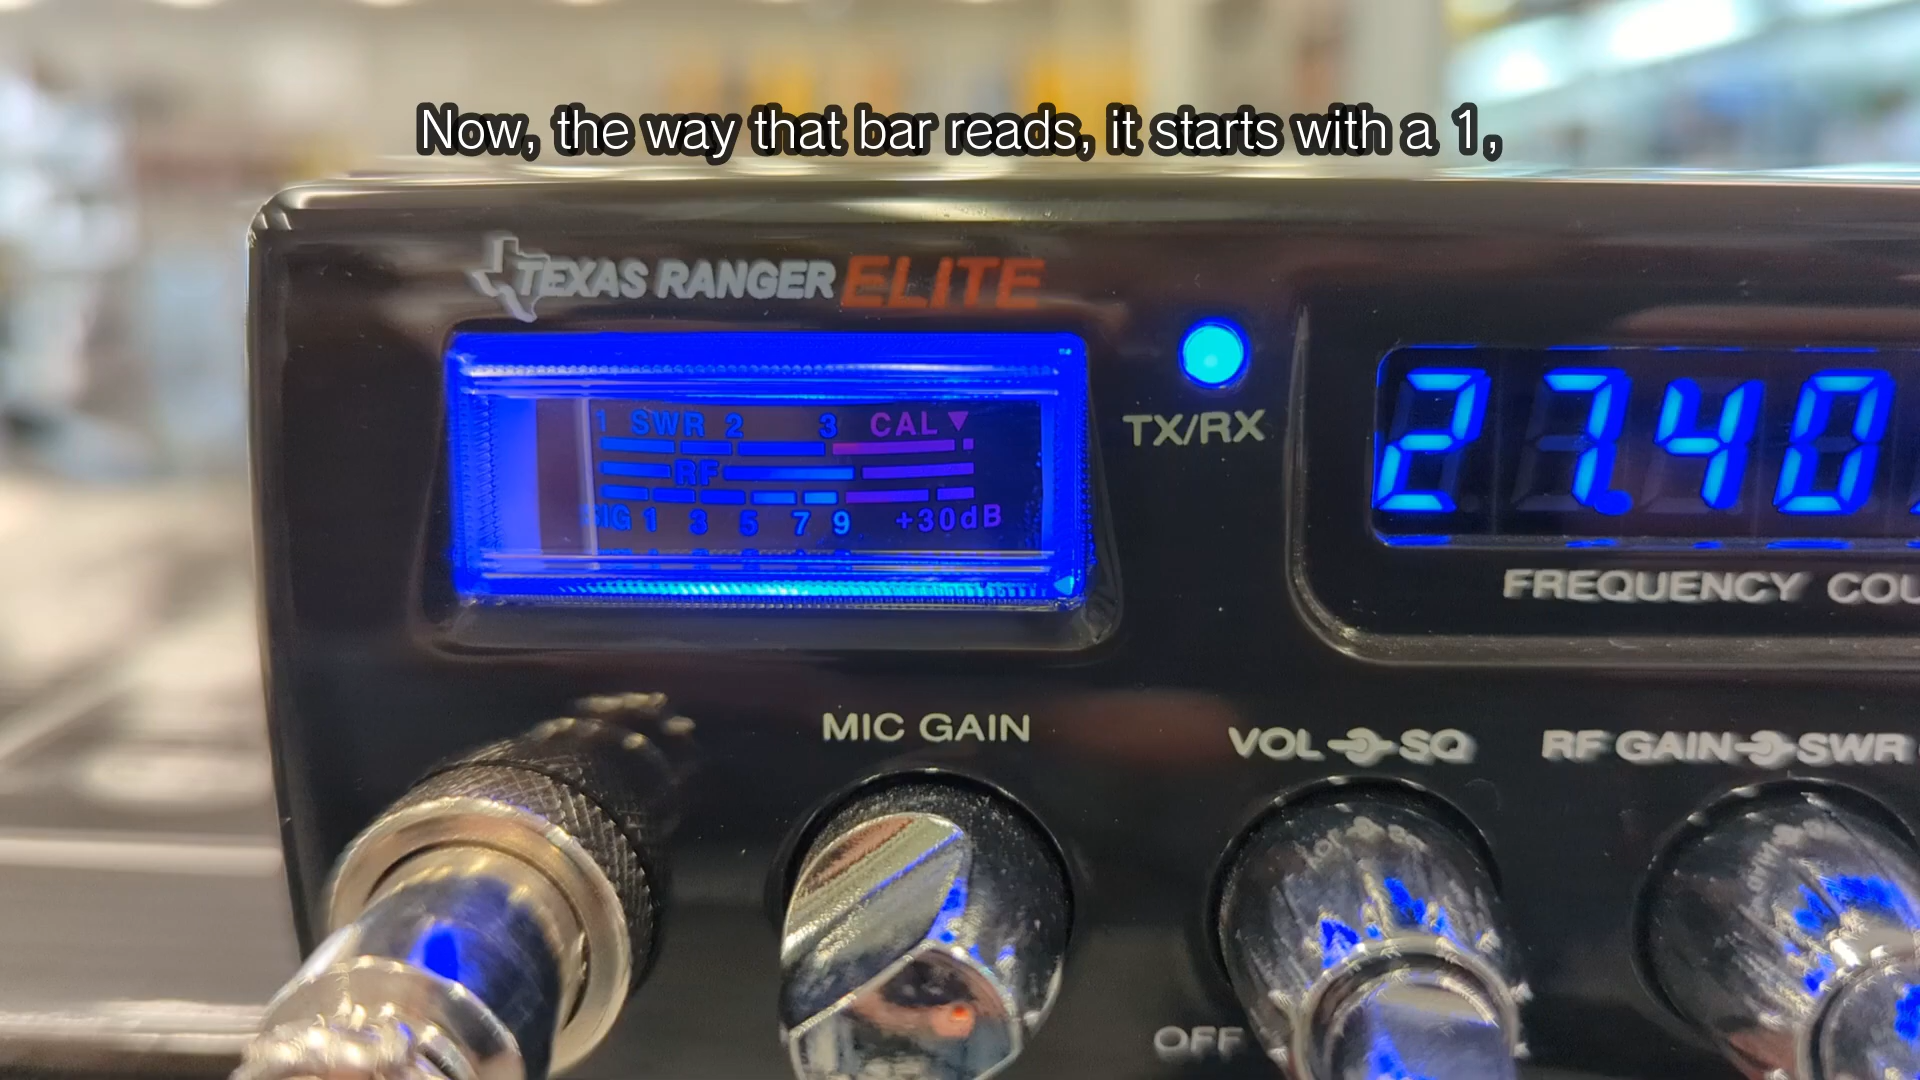 Now, the way that bar reads, it starts with a 1,
TEXAS RANGER ELITE
1 SWR 2 3 CAL▼
RF
SIG 1 3 5 7 9 +30dB
TX/RX
27.40
FREQUENCY COU
MIC GAIN
VOL SQ
RF GAIN SWR
OFF